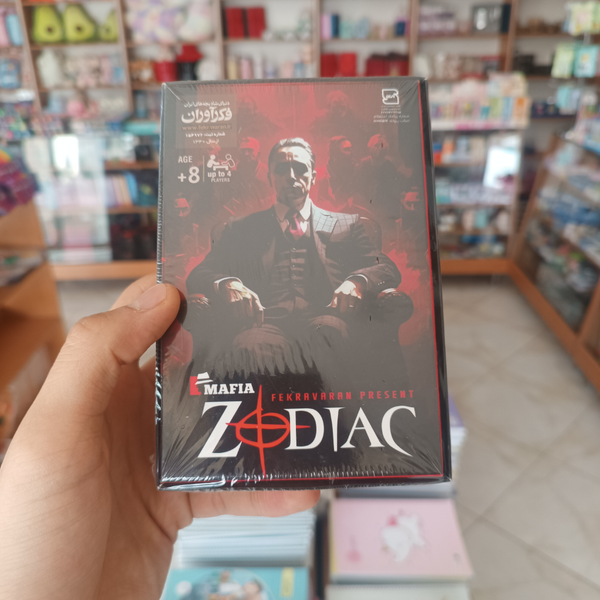 فکرآوران
AGE
+8
up to 4
PLAYERS
MAFIA
FEKRAVARAN PRESENT
ZODIAC